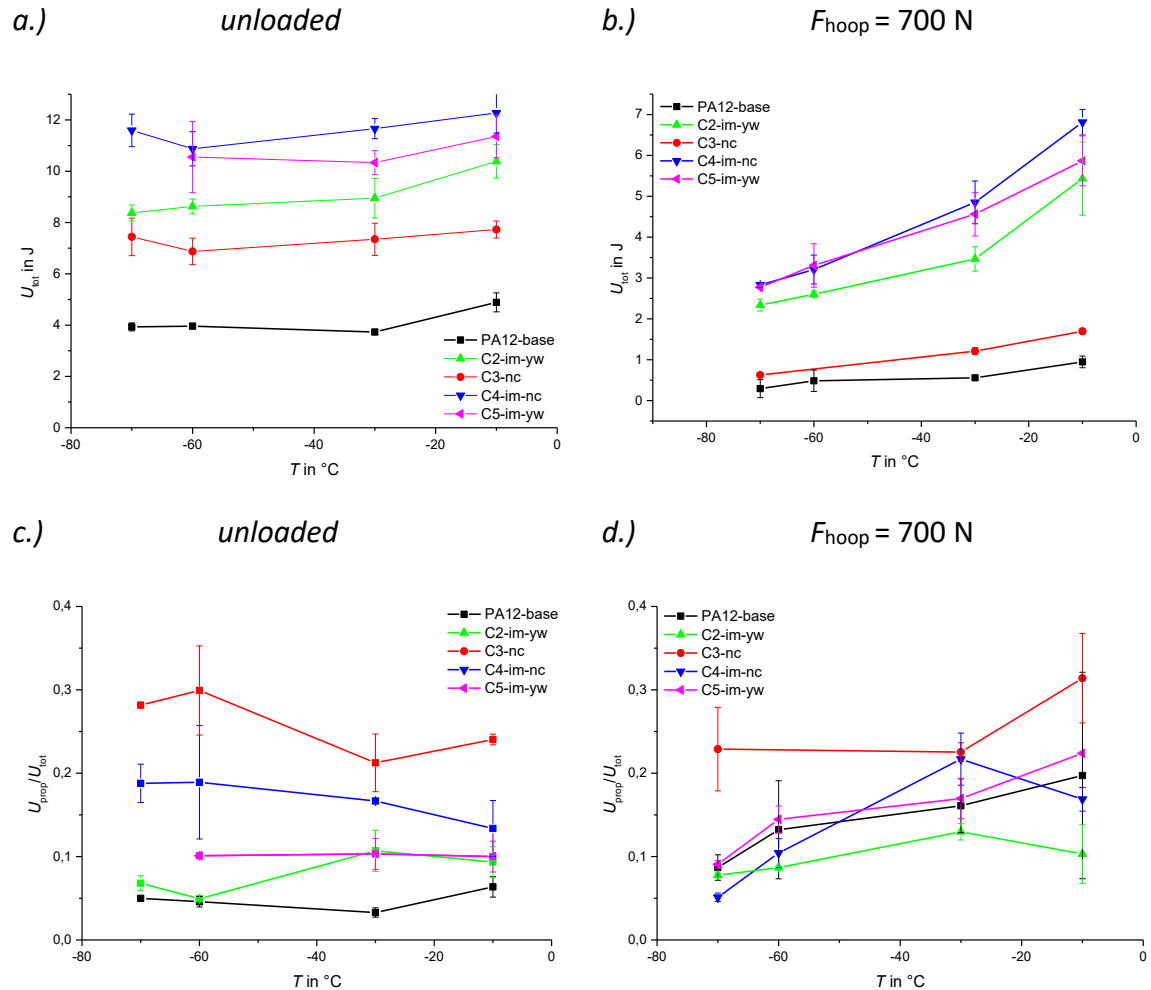 a.) unloaded
b.) Fhoop = 700 N
12
10
8
6
4
2
0
Utot in J
-80 -60 -40 -20 0
T in °C
PA12-base
C2-im-yw
C3-nc
C4-im-nc
C5-im-yw
7
6
5
4
3
2
1
0
Utot in J
-80 -60 -40 -20 0
T in °C
PA12-base
C2-im-yw
C3-nc
C4-im-nc
C5-im-yw
c.) unloaded
d.) Fhoop = 700 N
0,4
0,3
0,2
0,1
0,0
Uprop/Utot
-80 -60 -40 -20 0
T in °C
PA12-base
C2-im-yw
C3-nc
C4-im-nc
C5-im-yw
0,4
0,3
0,2
0,1
0,0
Uprop/Utot
-80 -60 -40 -20 0
T in °C
PA12-base
C2-im-yw
C3-nc
C4-im-nc
C5-im-yw